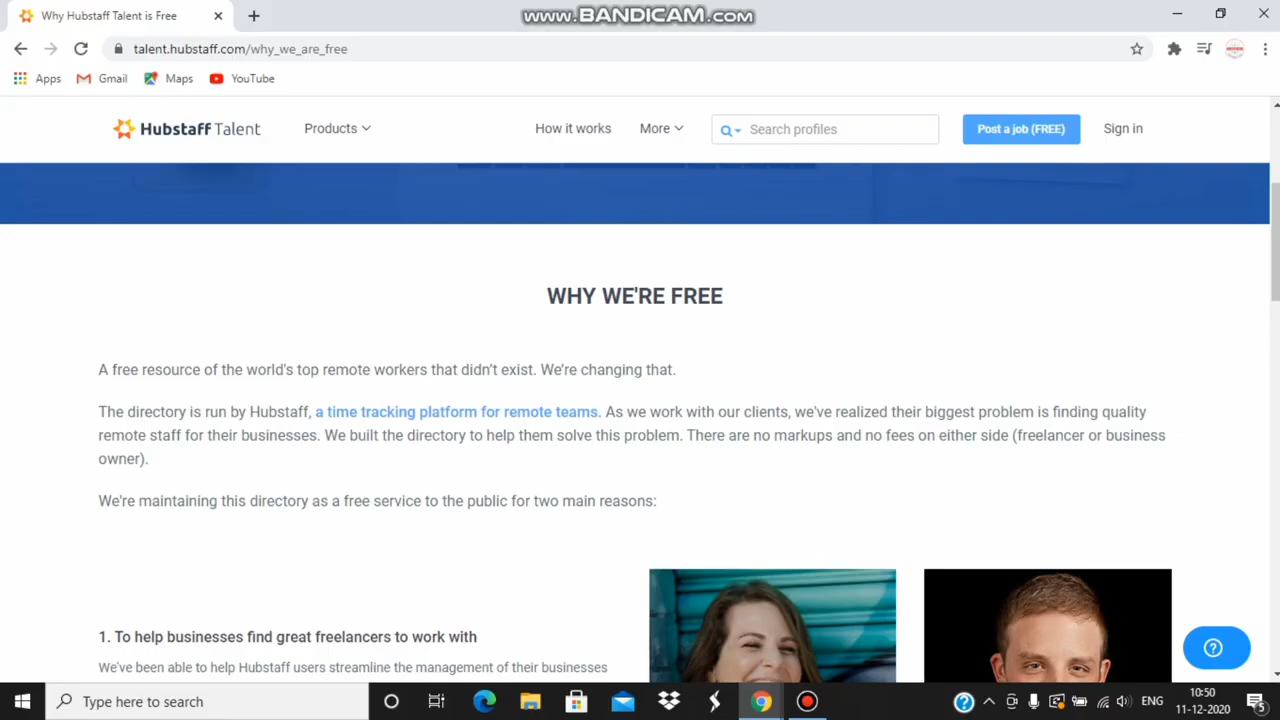 Why Hubstaff Talent is Free
www.BANDICAM.com
talent.hubstaff.com/why_we_are_free
Apps
Gmail
Maps
YouTube
Hubstaff Talent
Products
How it works
More
Search profiles
Post a job (FREE)
Sign in
WHY WE'RE FREE
A free resource of the world's top remote workers that didn't exist. We're changing that.
The directory is run by Hubstaff, a time tracking platform for remote teams. As we work with our clients, we've realized their biggest problem is finding quality
remote staff for their businesses. We built the directory to help them solve this problem. There are no markups and no fees on either side (freelancer or business
owner).
We're maintaining this directory as a free service to the public for two main reasons:
1. To help businesses find great freelancers to work with
We've been able to help Hubstaff users streamline the management of their businesses
Type here to search
ENG
10:50
11-12-2020
5